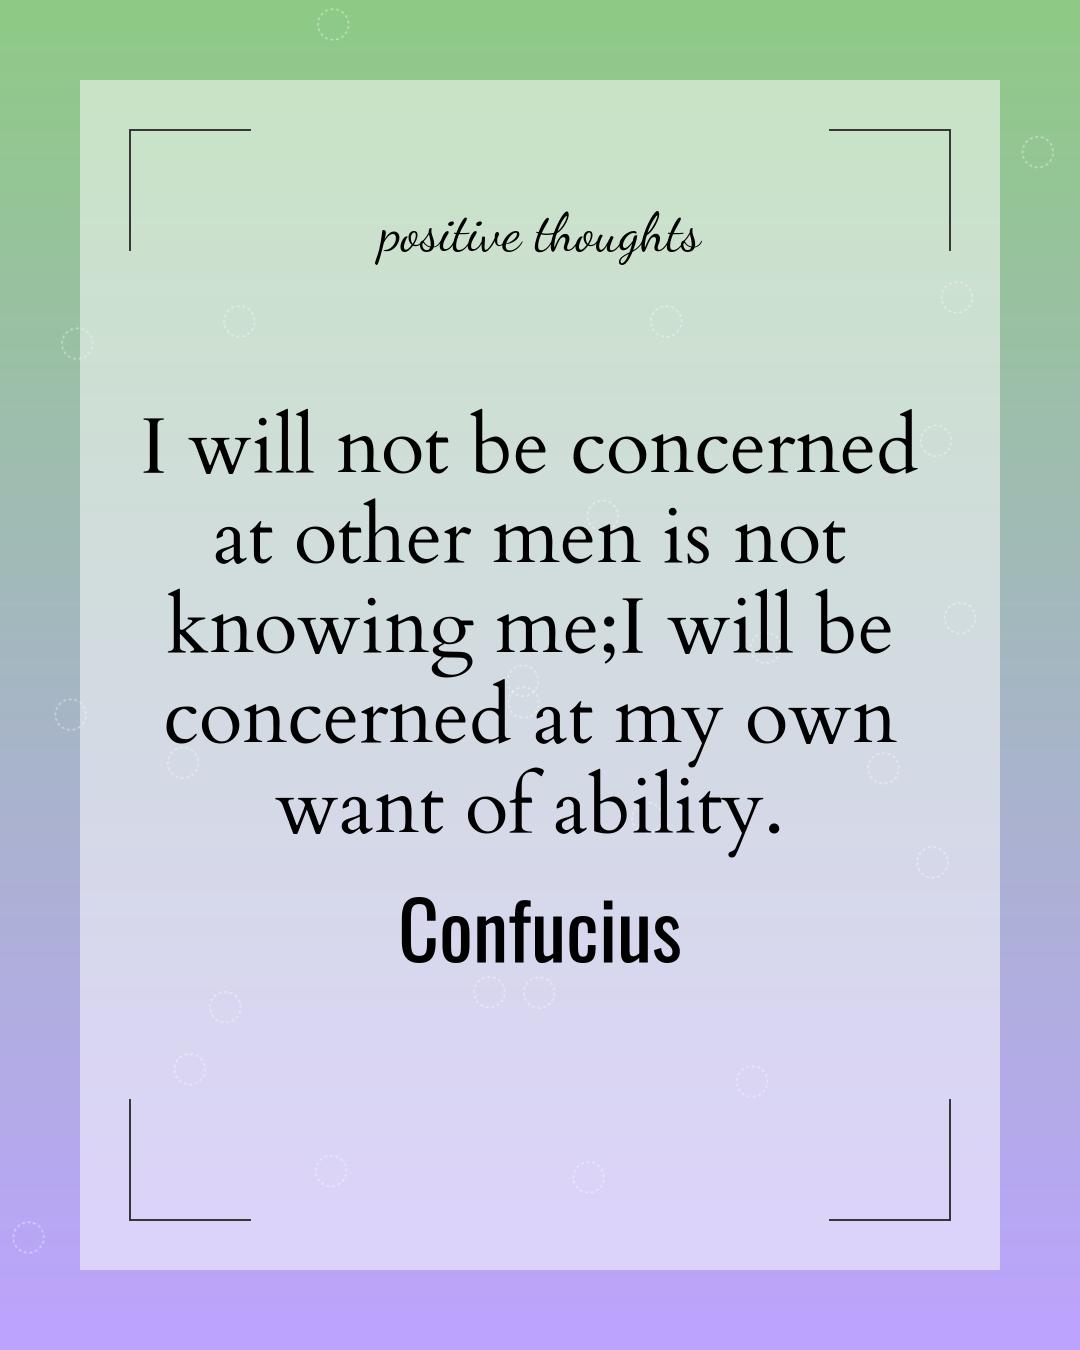 positive thoughts
I will not be concerned
at other men is not
knowing me;I will be
concerned at my own
want of ability.
Confucius